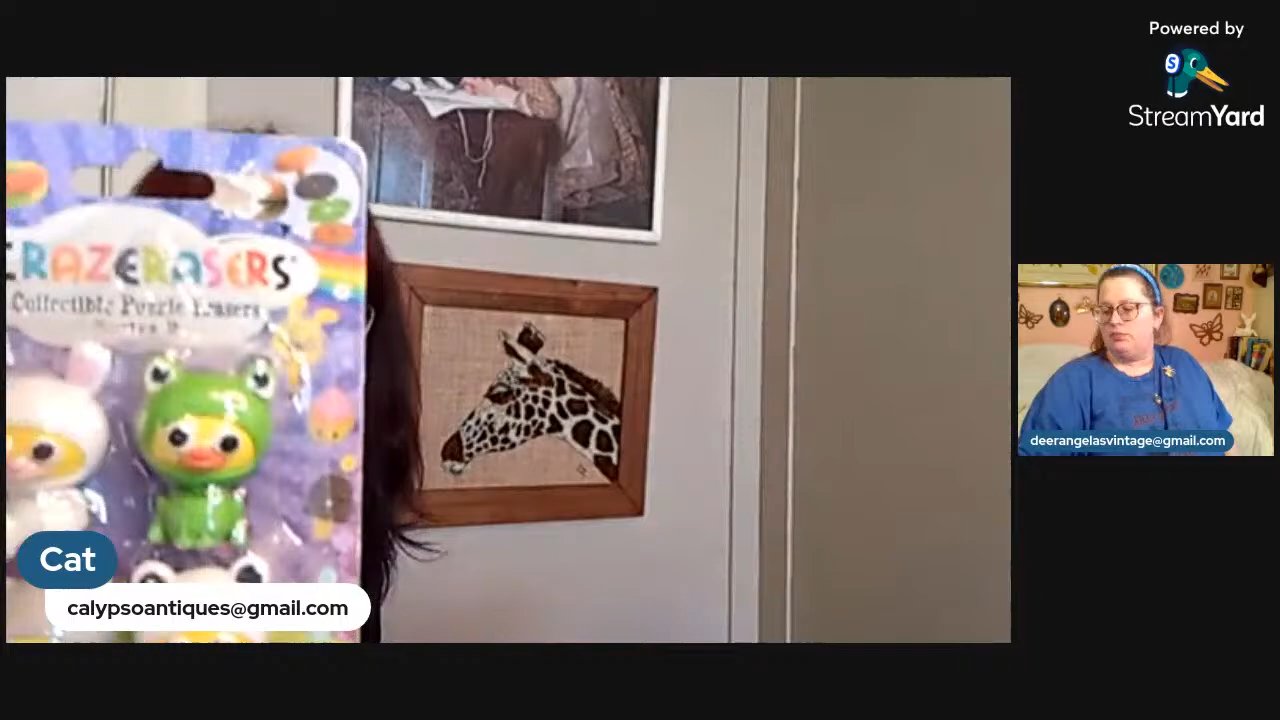 Powered by
S
StreamYard
RAZERASERS
Collectible Puzzle Erasers
deerangelasvintage@gmail.com
Cat
calypsoantiques@gmail.com